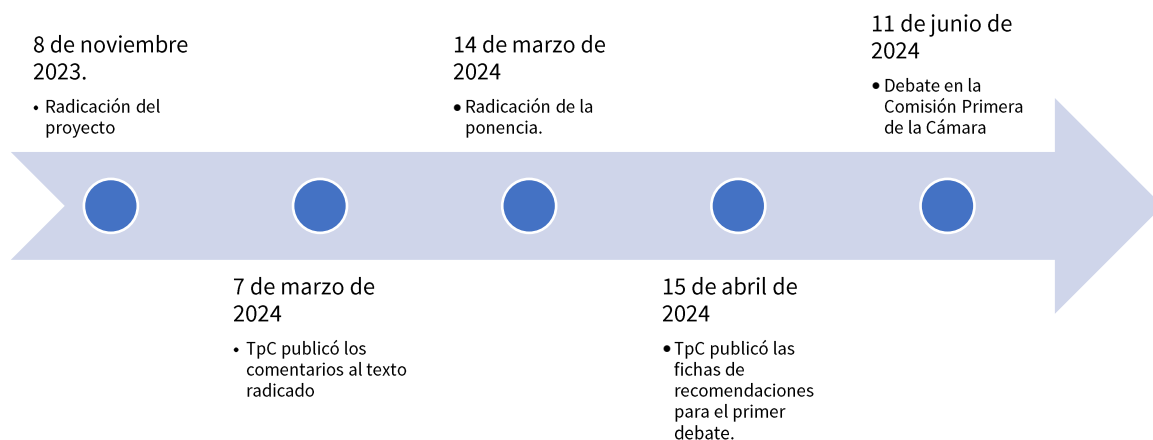 8 de noviembre
2023.
• Radicación del
proyecto
7 de marzo de
2024
• TpC publicó los
comentarios al texto
radicado
14 de marzo de
2024
• Radicación de la
ponencia.
15 de abril de
2024
• TpC publicó las
fichas de
recomendaciones
para el primer
debate.
11 de junio de
2024
• Debate en la
Comisión Primera
de la Cámara